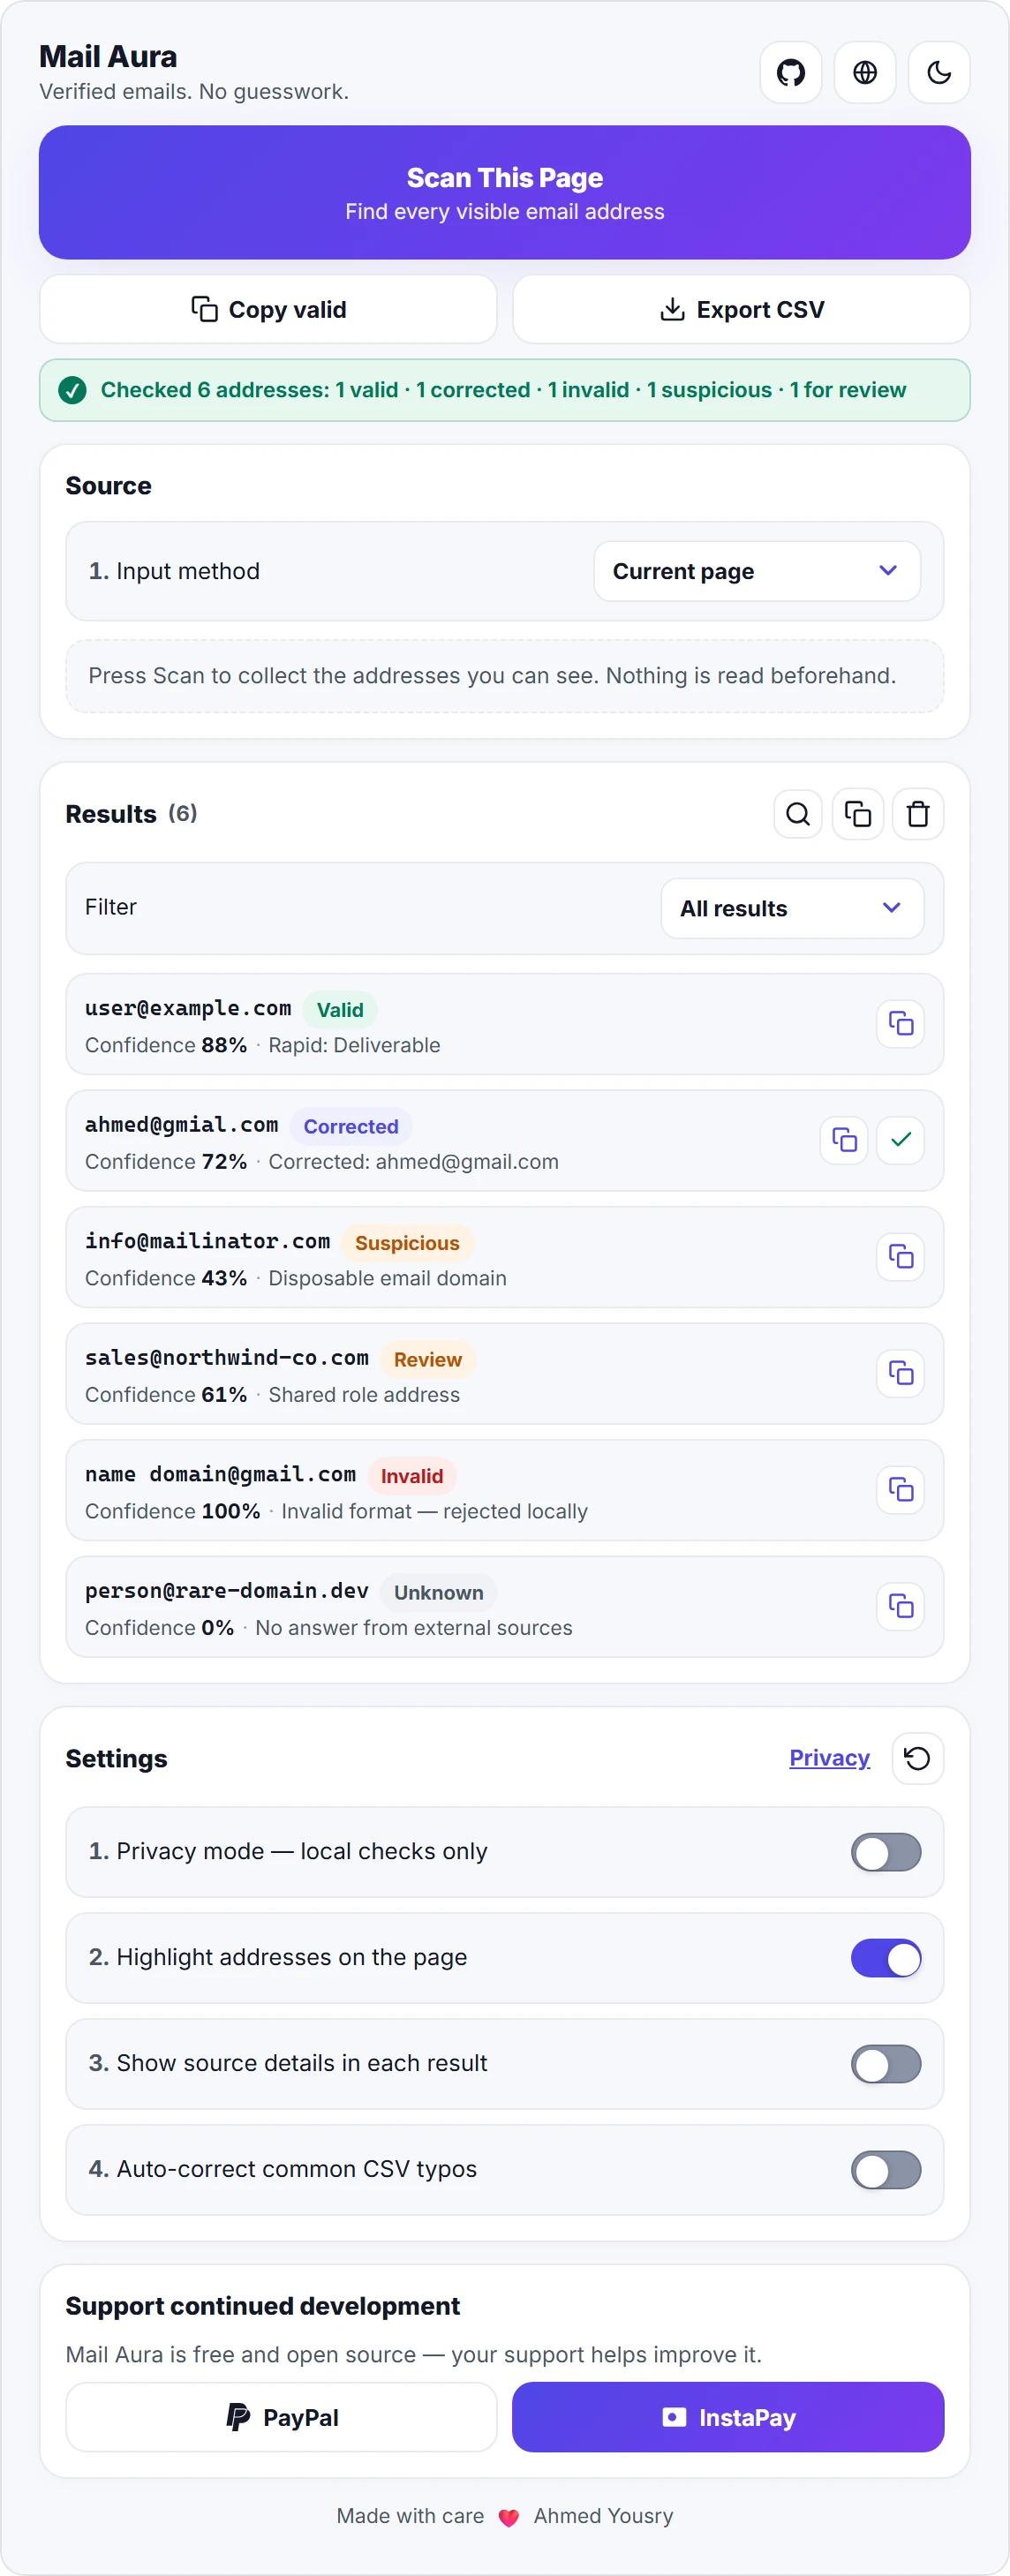 Mail Aura
Verified emails. No guesswork.
Scan This Page
Find every visible email address
Copy valid
Export CSV
Checked 6 addresses: 1 valid · 1 corrected · 1 invalid · 1 suspicious · 1 for review
Source
1. Input method
Current page
Press Scan to collect the addresses you can see. Nothing is read beforehand.
Results (6)
Filter
All results
user@example.com Valid
Confidence 88% · Rapid: Deliverable
ahmed@gmial.com Corrected
Confidence 72% · Corrected: ahmed@gmail.com
info@mailinator.com Suspicious
Confidence 43% · Disposable email domain
sales@northwind-co.com Review
Confidence 61% · Shared role address
name domain@gmail.com Invalid
Confidence 100% · Invalid format — rejected locally
person@rare-domain.dev Unknown
Confidence 0% · No answer from external sources
Settings
Privacy
1. Privacy mode — local checks only
2. Highlight addresses on the page
3. Show source details in each result
4. Auto-correct common CSV typos
Support continued development
Mail Aura is free and open source — your support helps improve it.
PayPal
InstaPay
Made with care ❤️ Ahmed Yousry